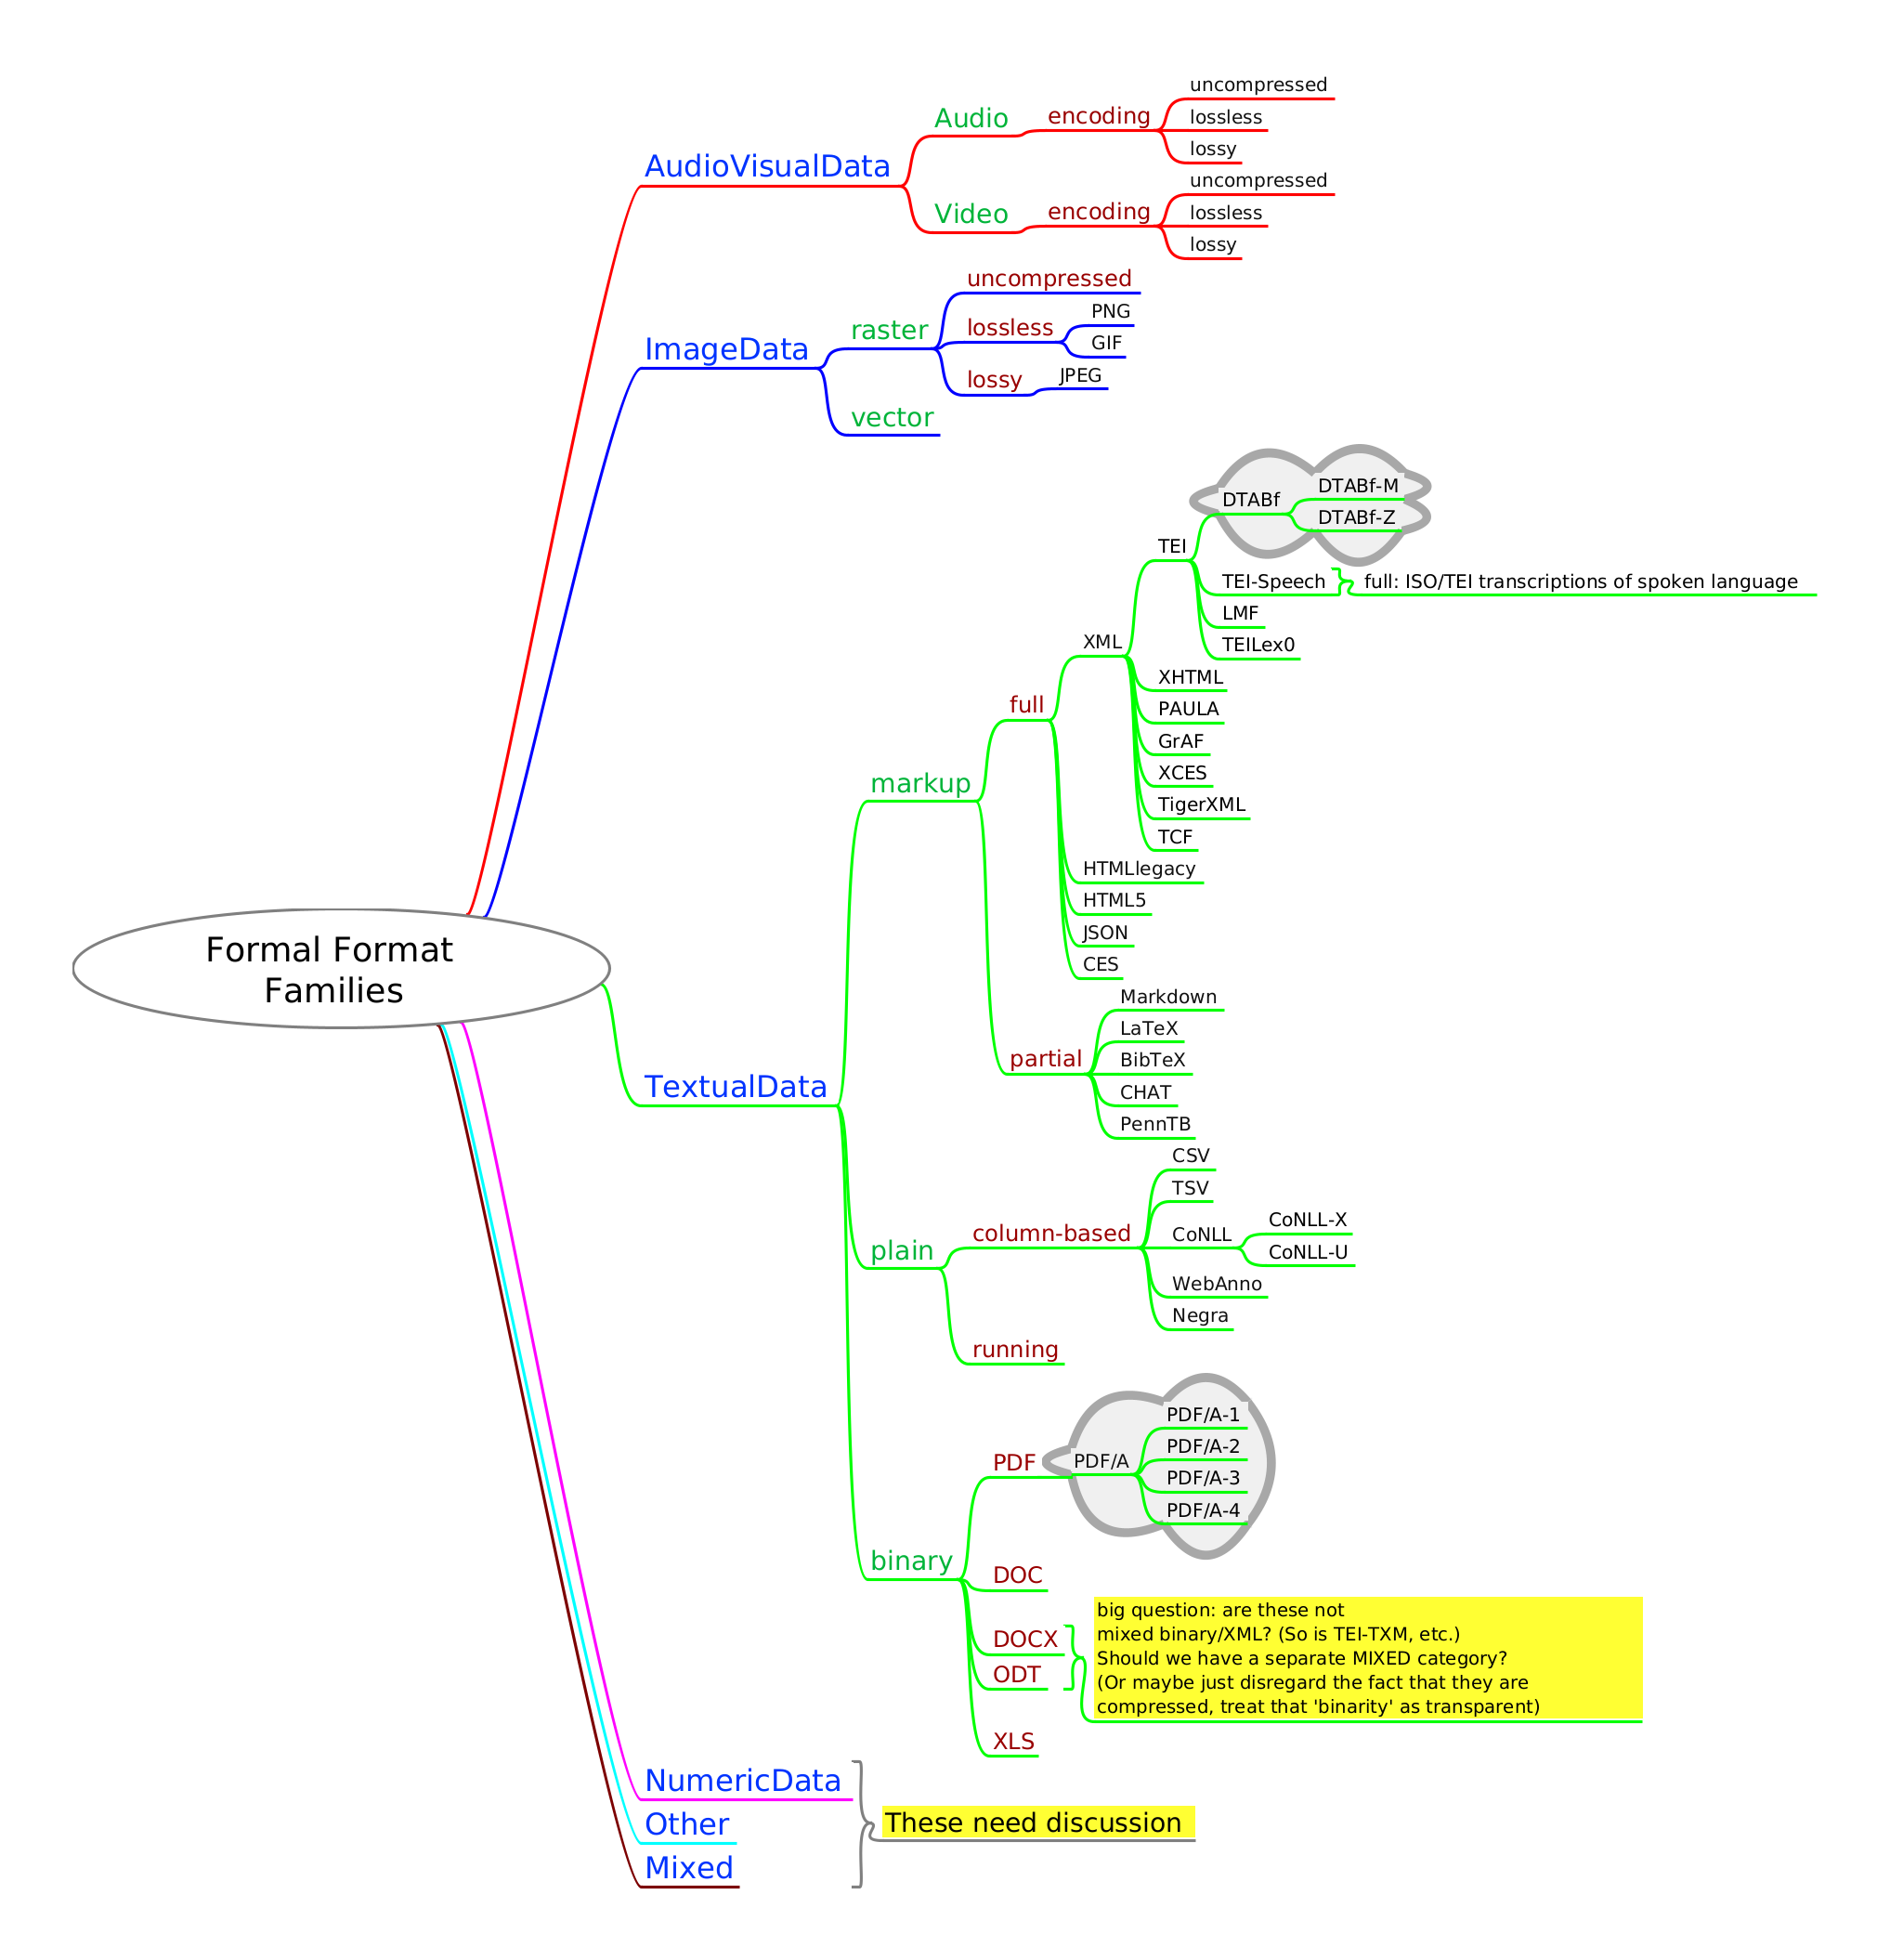 Formal Format
Families
AudioVisualData
Audio
encoding
uncompressed
lossless
lossy
Video
encoding
uncompressed
lossless
lossy
ImageData
raster
uncompressed
lossless
PNG
GIF
lossy
JPEG
vector
TextualData
markup
full
XML
TEI
DTABf
DTABf-M
DTABf-Z
TEI-Speech
full: ISO/TEI transcriptions of spoken language
LMF
TEILex0
XHTML
PAULA
GrAF
XCES
TigerXML
TCF
HTMLlegacy
HTML5
JSON
CES
partial
Markdown
LaTeX
BibTeX
CHAT
PennTB
plain
column-based
CSV
TSV
CoNLL
CoNLL-X
CoNLL-U
WebAnno
Negra
running
binary
PDF
PDF/A
PDF/A-1
PDF/A-2
PDF/A-3
PDF/A-4
DOC
DOCX
ODT
big question: are these not
mixed binary/XML? (So is TEI-TXM, etc.)
Should we have a separate MIXED category?
(Or maybe just disregard the fact that they are
compressed, treat that 'binarity' as transparent)
XLS
NumericData
Other
Mixed
These need discussion